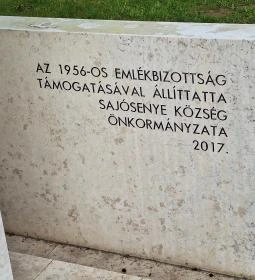 AZ 1956-OS EMLÉKBIZOTTSÁG
TÁMOGATÁSÁVAL ÁLLÍTTATTA
SAJÓSENYE KÖZSÉG
ÖNKORMÁNYZATA
2017.